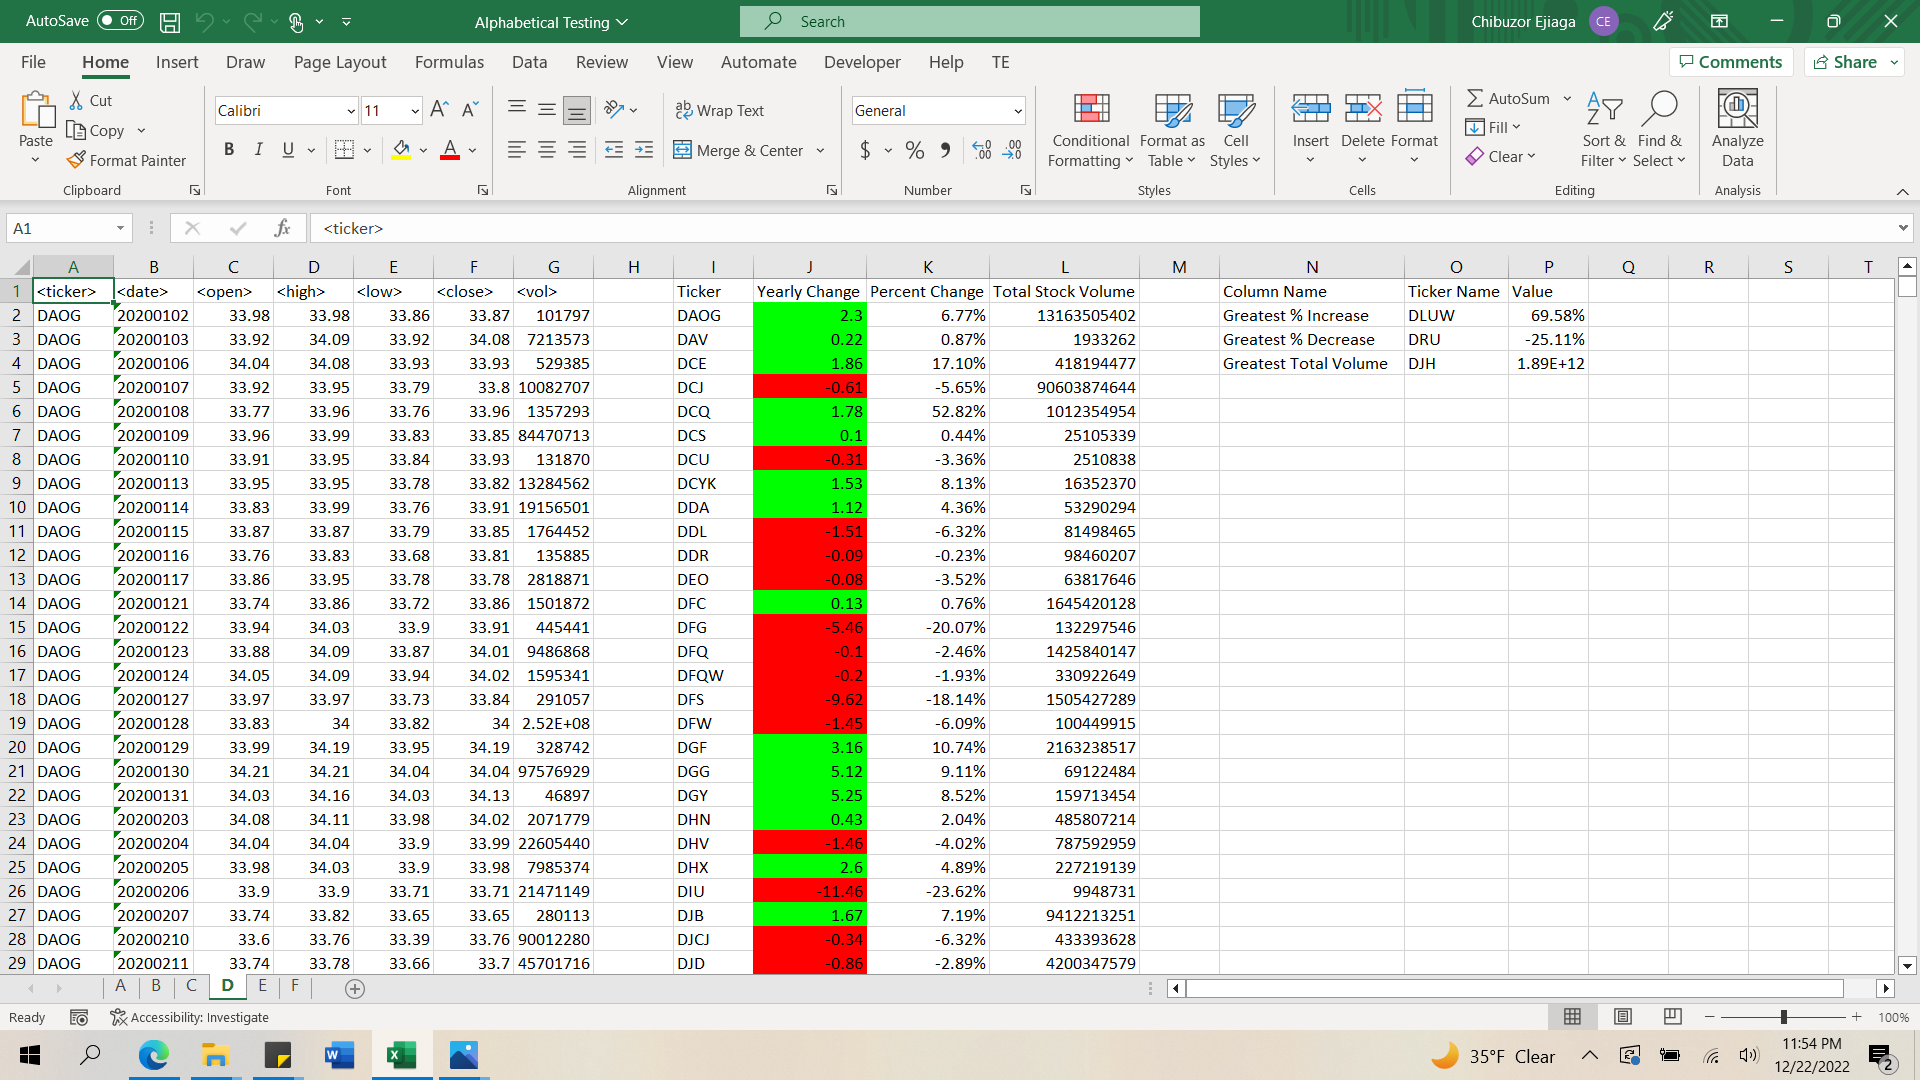 AutoSave Off Alphabetical Testing Search Chibuzor Ejiaga CE
File Home Insert Draw Page Layout Formulas Data Review View Automate Developer Help TE Comments Share
Paste Cut Copy Format Painter Clipboard
Calibri 11 B I U A Font
Wrap Text Merge & Center Alignment
General $ % Number
Conditional Formatting Format as Table Cell Styles Styles
Insert Delete Format Cells
AutoSum Fill Clear Sort & Filter Find & Select Editing
Analyze Data Analysis
A1 fx <ticker>
A B C D E F G H I J K L M N O P Q R S T
1 <ticker> <date> <open> <high> <low> <close> <vol> Ticker Yearly Change Percent Change Total Stock Volume Column Name Ticker Name Value
2 DAOG 20200102 33.98 33.98 33.86 33.87 101797 DAOG 2.3 6.77% 13163505402 Greatest % Increase DLUW 69.58%
3 DAOG 20200103 33.92 34.09 33.92 34.08 7213573 DAV 0.22 0.87% 1933262 Greatest % Decrease DRU -25.11%
4 DAOG 20200106 34.04 34.08 33.93 33.93 529385 DCE 1.86 17.10% 418194477 Greatest Total Volume DJH 1.89E+12
5 DAOG 20200107 33.92 33.95 33.79 33.8 10082707 DCJ -0.61 -5.65% 90603874644
6 DAOG 20200108 33.77 33.96 33.76 33.96 1357293 DCQ 1.78 52.82% 1012354954
7 DAOG 20200109 33.96 33.99 33.83 33.85 84470713 DCS 0.1 0.44% 25105339
8 DAOG 20200110 33.91 33.95 33.84 33.93 131870 DCU -0.31 -3.36% 2510838
9 DAOG 20200113 33.95 33.95 33.78 33.82 13284562 DCYK 1.53 8.13% 16352370
10 DAOG 20200114 33.83 33.99 33.76 33.91 19156501 DDA 1.12 4.36% 53290294
11 DAOG 20200115 33.87 33.87 33.79 33.85 1764452 DDL -1.51 -6.32% 81498465
12 DAOG 20200116 33.76 33.83 33.68 33.81 135885 DDR -0.09 -0.23% 98460207
13 DAOG 20200117 33.86 33.95 33.78 33.78 2818871 DEO -0.08 -3.52% 63817646
14 DAOG 20200121 33.74 33.86 33.72 33.86 1501872 DFC 0.13 0.76% 1645420128
15 DAOG 20200122 33.94 34.03 33.9 33.91 445441 DFG -5.46 -20.07% 132297546
16 DAOG 20200123 33.88 34.09 33.87 34.01 9486868 DFQ -0.1 -2.46% 1425840147
17 DAOG 20200124 34.05 34.09 33.94 34.02 1595341 DFQW -0.2 -1.93% 330922649
18 DAOG 20200127 33.97 33.97 33.73 33.84 291057 DFS -9.62 -18.14% 1505427289
19 DAOG 20200128 33.83 34 33.82 34 2.52E+08 DFW -1.45 -6.09% 100449915
20 DAOG 20200129 33.99 34.19 33.95 34.19 328742 DGF 3.16 10.74% 2163238517
21 DAOG 20200130 34.21 34.21 34.04 34.04 97576929 DGG 5.12 9.11% 69122484
22 DAOG 20200131 34.03 34.16 34.03 34.13 46897 DGY 5.25 8.52% 159713454
23 DAOG 20200203 34.08 34.11 33.98 34.02 2071779 DHN 0.43 2.04% 485807214
24 DAOG 20200204 34.04 34.04 33.9 33.99 22605440 DHV -1.46 -4.02% 787592959
25 DAOG 20200205 33.98 34.03 33.9 33.98 7985374 DHX 2.6 4.89% 227219139
26 DAOG 20200206 33.9 33.9 33.71 33.71 21471149 DIU -11.46 -23.62% 9948731
27 DAOG 20200207 33.74 33.82 33.65 33.65 280113 DJB 1.67 7.19% 9412213251
28 DAOG 20200210 33.6 33.76 33.39 33.76 90012280 DJCJ -0.34 -6.32% 433393628
29 DAOG 20200211 33.74 33.78 33.66 33.7 45701716 DJD -0.86 -2.89% 4200347579
A B C D E F
Ready Accessibility: Investigate 100%
35°F Clear 11:54 PM
12/22/2022 2